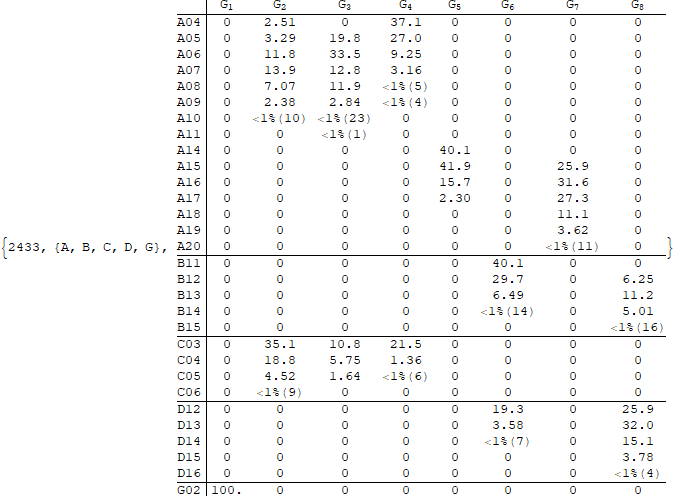 G1 G2 G3 G4 G5 G6 G7 G8
A04 0 2.51 0 37.1 0 0 0 0
A05 0 3.29 19.8 27.0 0 0 0 0
A06 0 11.8 33.5 9.25 0 0 0 0
A07 0 13.9 12.8 3.16 0 0 0 0
A08 0 7.07 11.9 <1%(5) 0 0 0 0
A09 0 2.38 2.84 <1%(4) 0 0 0 0
A10 0 <1%(10) <1%(23) 0 0 0 0 0
A11 0 0 <1%(1) 0 0 0 0 0
A14 0 0 0 0 40.1 0 0 0
A15 0 0 0 0 41.9 0 25.9 0
A16 0 0 0 0 15.7 0 31.6 0
A17 0 0 0 0 2.30 0 27.3 0
A18 0 0 0 0 0 0 11.1 0
A19 0 0 0 0 0 0 3.62 0
{2433, {A, B, C, D, G}, A20 0 0 0 0 0 0 <1%(11) 0 }
B11 0 0 0 0 0 40.1 0 0
B12 0 0 0 0 0 29.7 0 6.25
B13 0 0 0 0 0 6.49 0 11.2
B14 0 0 0 0 0 <1%(14) 0 5.01
B15 0 0 0 0 0 0 0 <1%(16)
C03 0 35.1 10.8 21.5 0 0 0 0
C04 0 18.8 5.75 1.36 0 0 0 0
C05 0 4.52 1.64 <1%(6) 0 0 0 0
C06 0 <1%(9) 0 0 0 0 0 0
D12 0 0 0 0 0 19.3 0 25.9
D13 0 0 0 0 0 3.58 0 32.0
D14 0 0 0 0 0 <1%(7) 0 15.1
D15 0 0 0 0 0 0 0 3.78
D16 0 0 0 0 0 0 0 <1%(4)
G02 100. 0 0 0 0 0 0 0